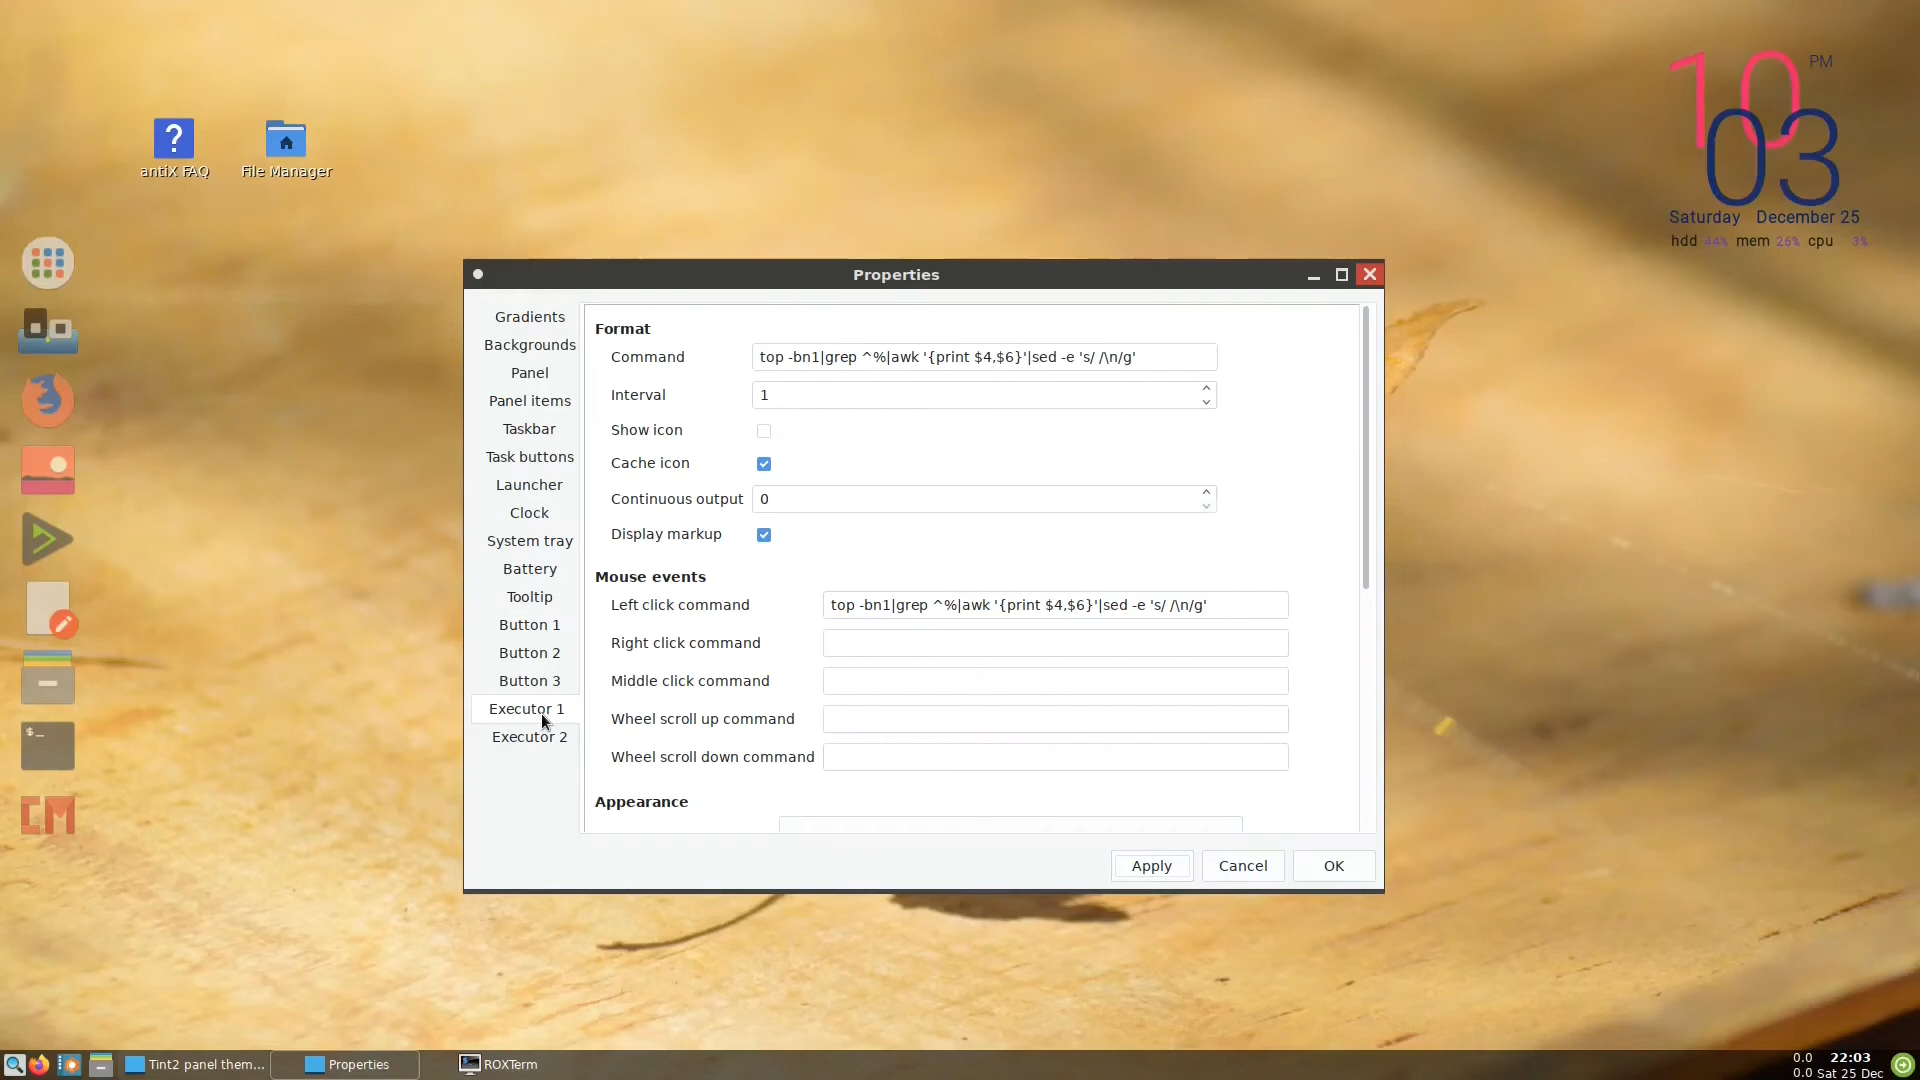 10 PM
03
Saturday December 25
hdd 44% mem 26% cpu 3%
?
antiX FAQ
File Manager
$_
Properties
Gradients
Backgrounds
Panel
Panel items
Taskbar
Task buttons
Launcher
Clock
System tray
Battery
Tooltip
Button 1
Button 2
Button 3
Executor 1
Executor 2
Format
Command top -bn1|grep ^%|awk '{print $4,$6}'|sed -e 's/ /\n/g'
Interval 1
Show icon
Cache icon
Continuous output 0
Display markup
Mouse events
Left click command top -bn1|grep ^%|awk '{print $4,$6}'|sed -e 's/ /\n/g'
Right click command
Middle click command
Wheel scroll up command
Wheel scroll down command
Appearance
Apply Cancel OK
Tint2 panel them... Properties ROXTerm
0.0 22:03
0.0 Sat 25 Dec